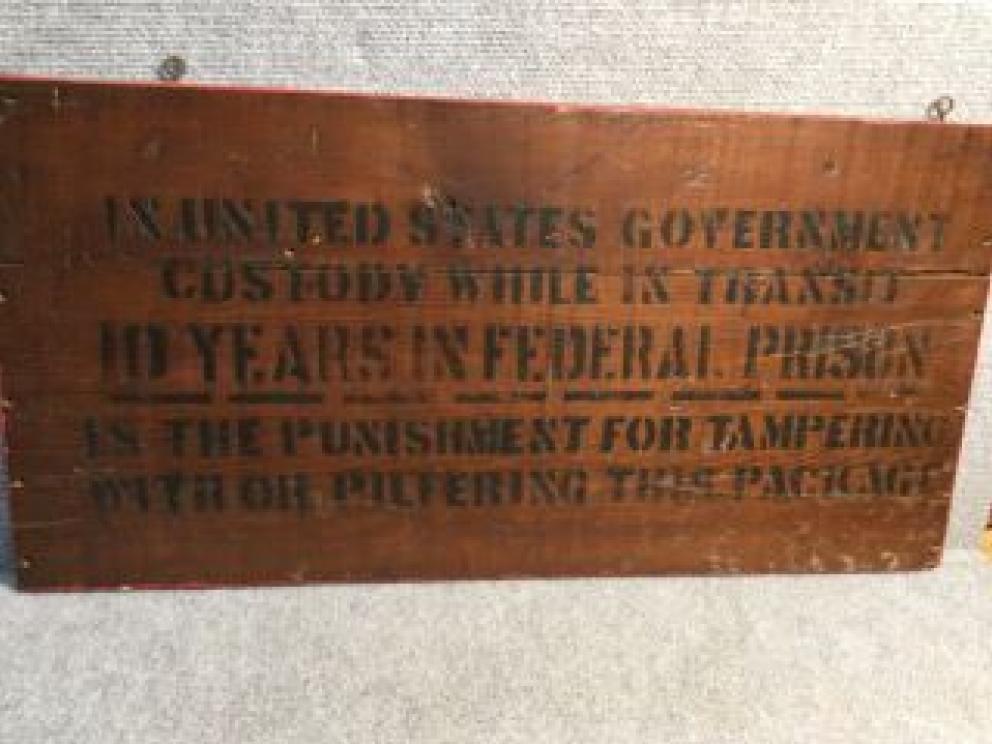 IN UNITED STATES GOVERNMENT
CUSTODY WHILE IN TRANSIT
10 YEARS IN FEDERAL PRISON
IS THE PUNISHMENT FOR TAMPERING
WITH OR PILFERING THIS PACKAGE